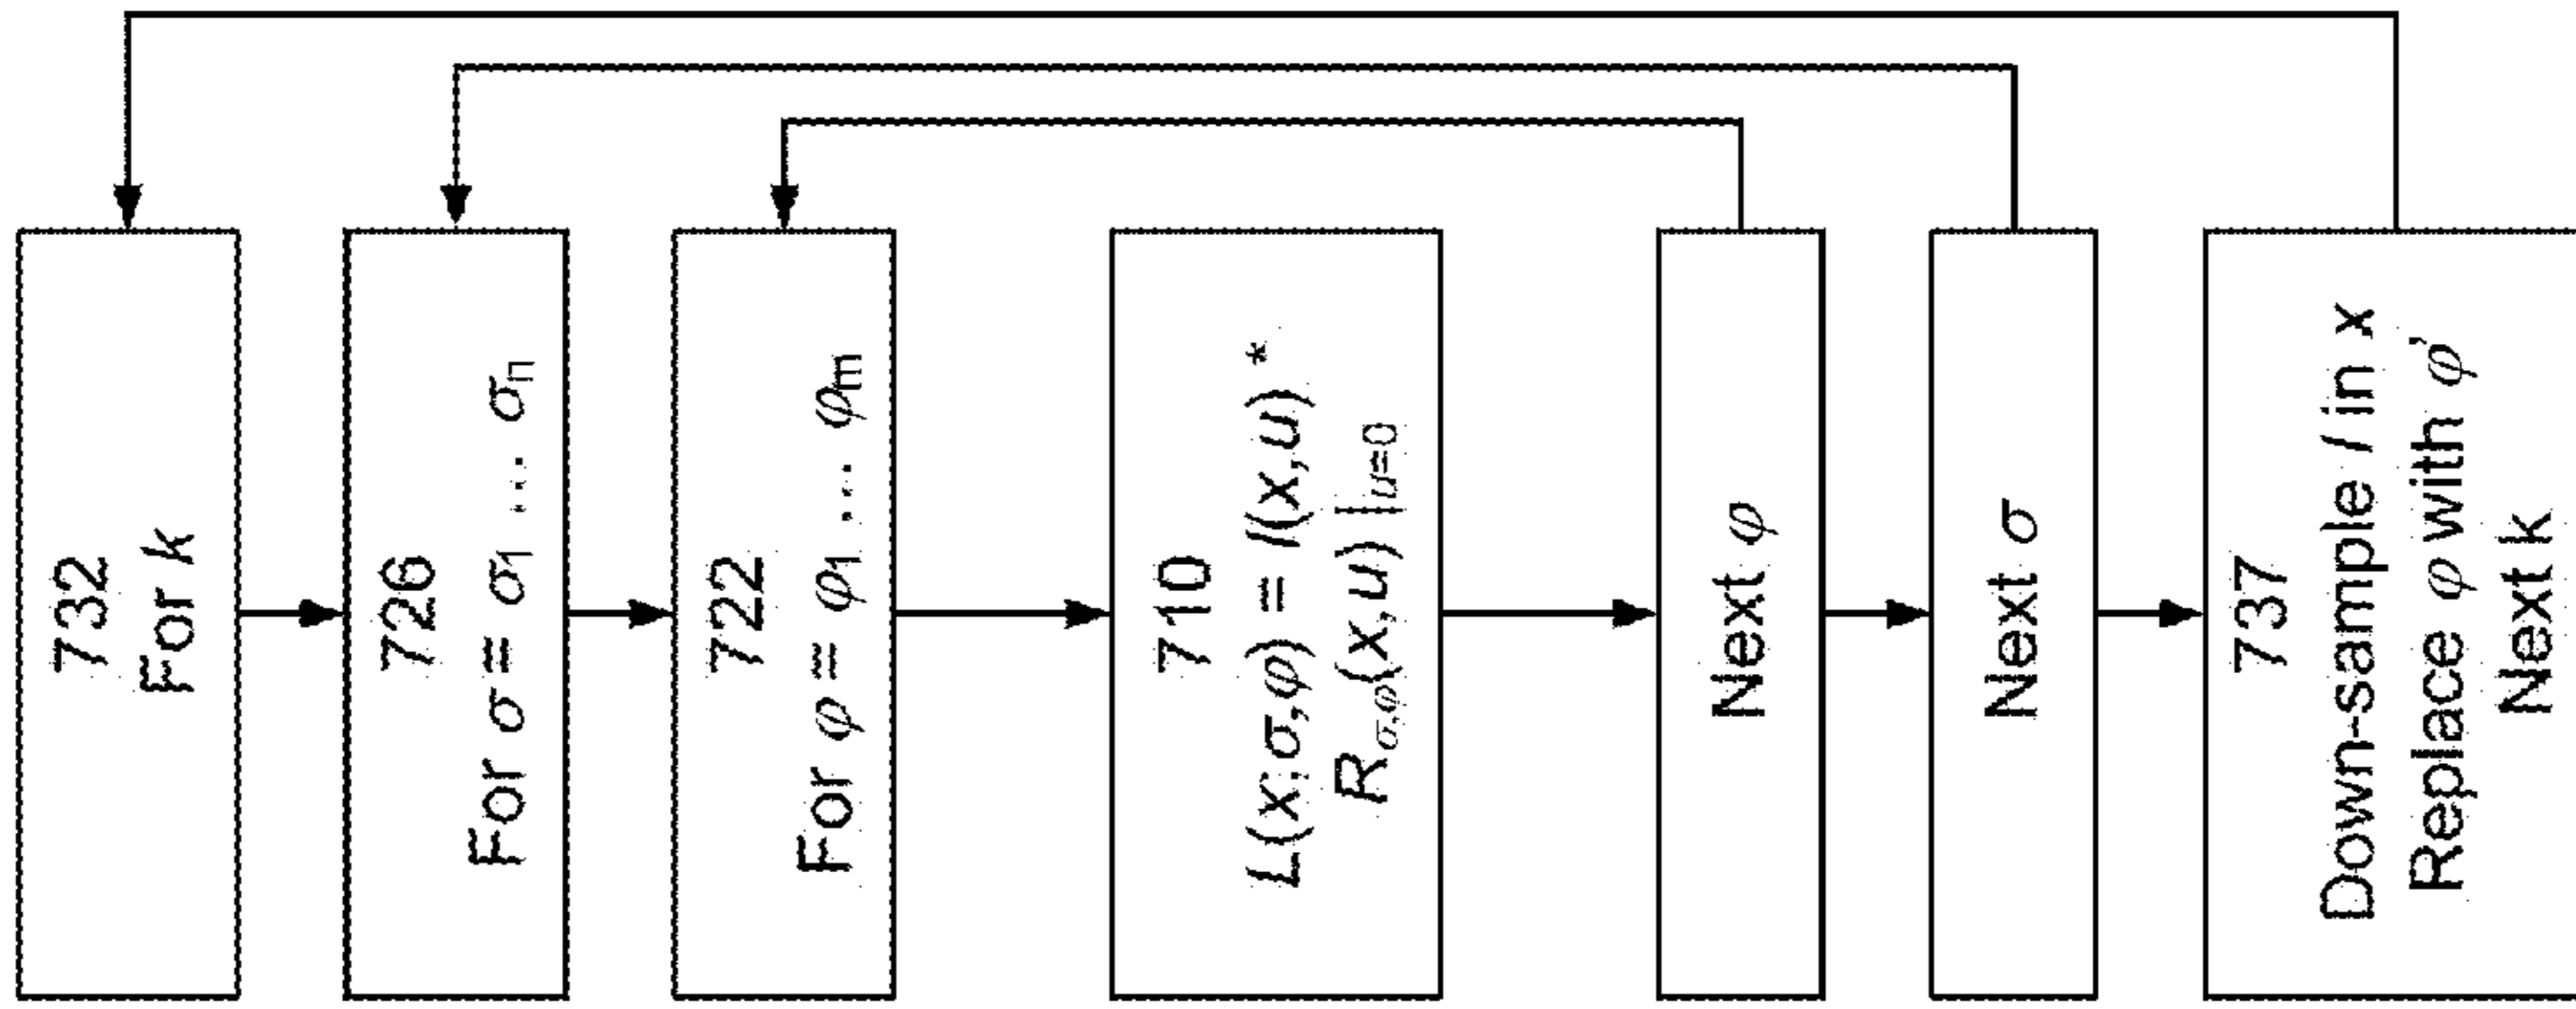 732
For k
726
For σ = σ1 ... σn
722
For φ = φ1 ... φm
710
L(x,σ,φ) = I(x,u) *
Rσ,φ(x,u) |u=0
Next φ
Next σ
737
Down-sample I in x
Replace φ with φ'
Next k